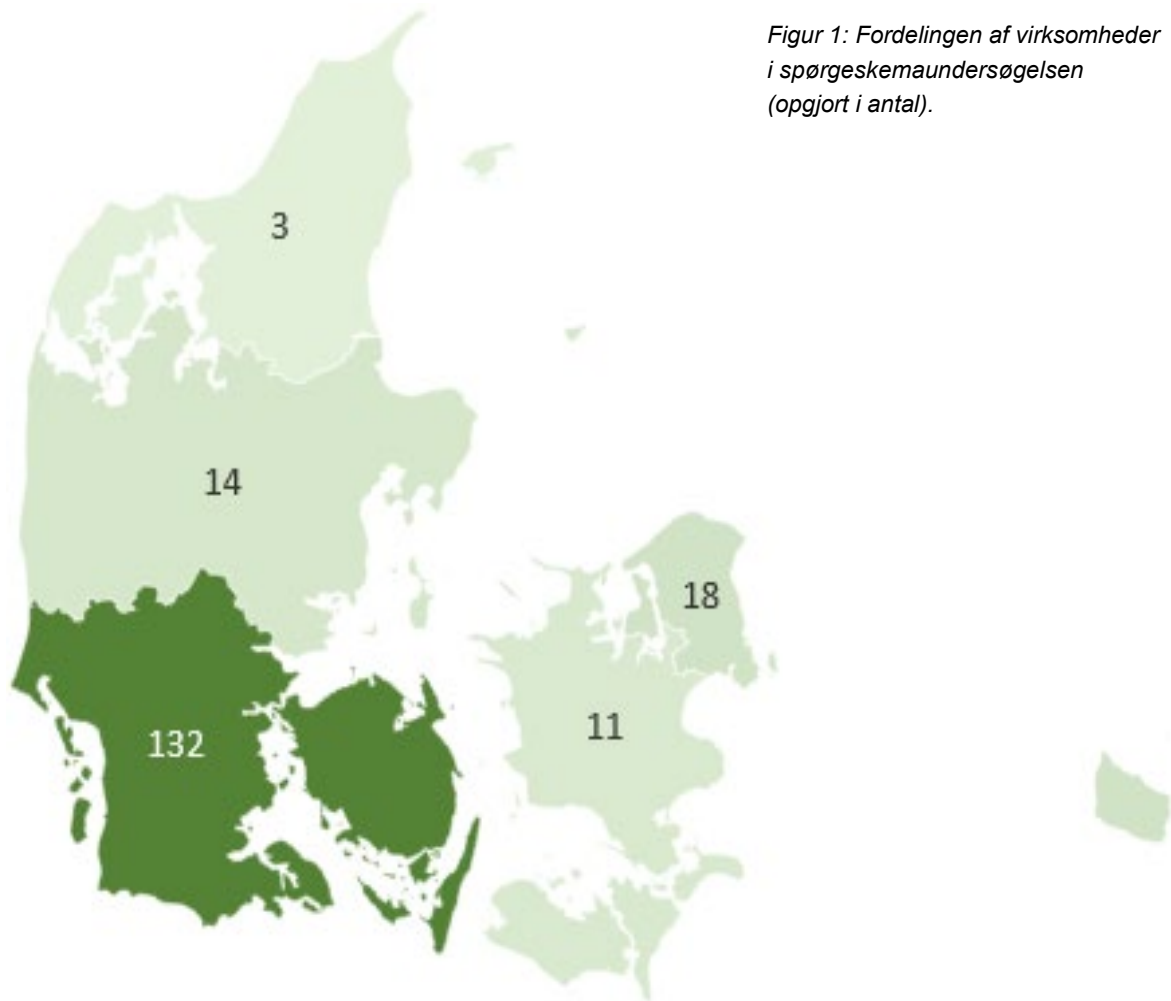 Figur 1: Fordelingen af virksomheder
i spørgeskemaundersøgelsen
(opgjort i antal).
3
14
18
11
132